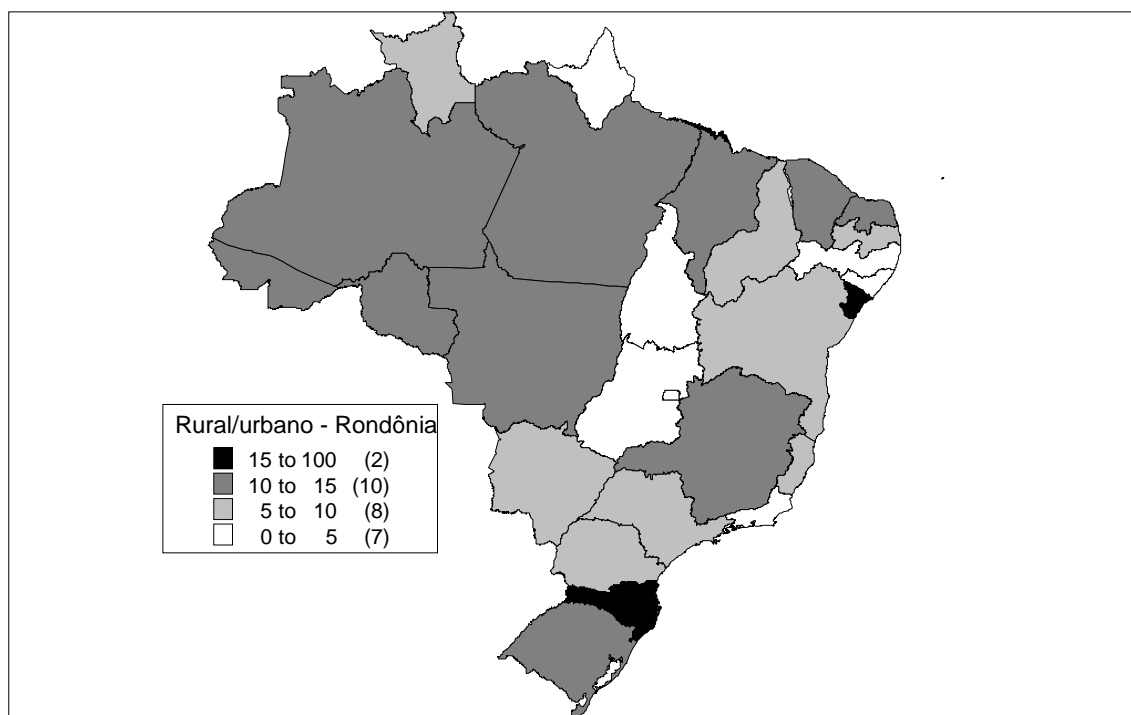 Rural/urbano - Rondônia
15 to 100 (2)
10 to 15 (10)
5 to 10 (8)
0 to 5 (7)